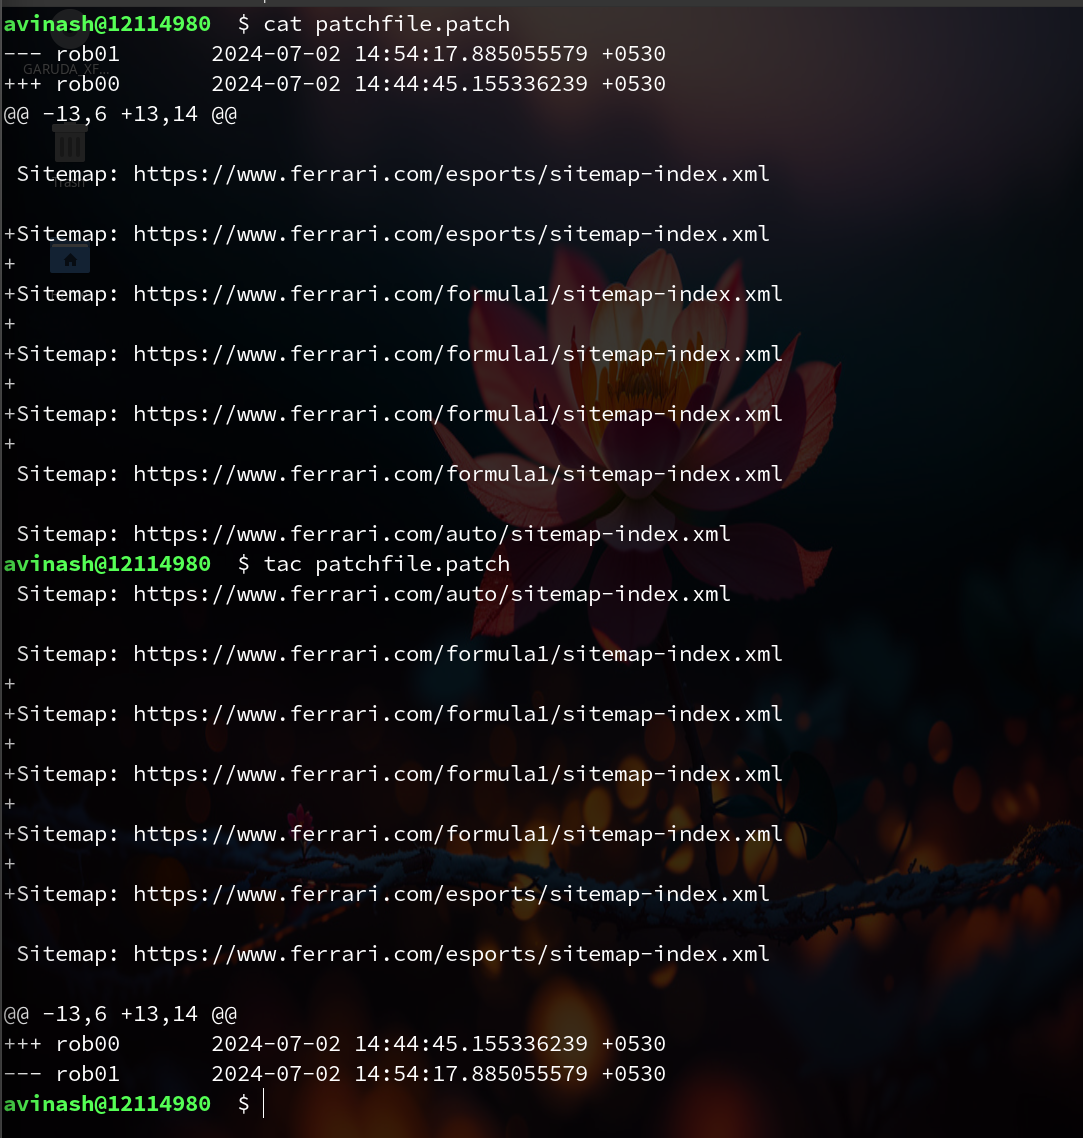 avinash@12114980  $ cat patchfile.patch
--- rob01       2024-07-02 14:54:17.885055579 +0530
GARUDA_XF...
+++ rob00       2024-07-02 14:44:45.155336239 +0530
@@ -13,6 +13,14 @@
 Sitemap: https://www.ferrari.com/esports/sitemap-index.xml
Trash
+Sitemap: https://www.ferrari.com/esports/sitemap-index.xml
+
+Sitemap: https://www.ferrari.com/formula1/sitemap-index.xml
+
+Sitemap: https://www.ferrari.com/formula1/sitemap-index.xml
+
+Sitemap: https://www.ferrari.com/formula1/sitemap-index.xml
+
 Sitemap: https://www.ferrari.com/formula1/sitemap-index.xml
 Sitemap: https://www.ferrari.com/auto/sitemap-index.xml
avinash@12114980  $ tac patchfile.patch
 Sitemap: https://www.ferrari.com/auto/sitemap-index.xml
 Sitemap: https://www.ferrari.com/formula1/sitemap-index.xml
+
+Sitemap: https://www.ferrari.com/formula1/sitemap-index.xml
+
+Sitemap: https://www.ferrari.com/formula1/sitemap-index.xml
+
+Sitemap: https://www.ferrari.com/formula1/sitemap-index.xml
+
+Sitemap: https://www.ferrari.com/esports/sitemap-index.xml
 Sitemap: https://www.ferrari.com/esports/sitemap-index.xml
@@ -13,6 +13,14 @@
+++ rob00       2024-07-02 14:44:45.155336239 +0530
--- rob01       2024-07-02 14:54:17.885055579 +0530
avinash@12114980  $